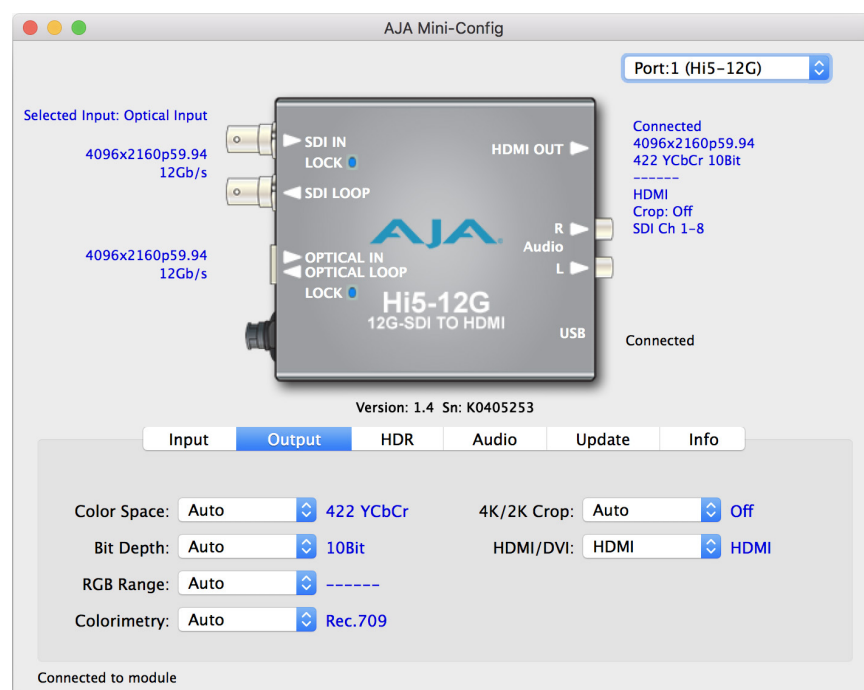 AJA Mini-Config
Port:1 (Hi5-12G)
Selected Input: Optical Input
4096x2160p59.94
12Gb/s
4096x2160p59.94
12Gb/s
SDI IN
LOCK
SDI LOOP
HDMI OUT
AJA
R
Audio
L
OPTICAL IN
OPTICAL LOOP
LOCK
Hi5-12G
12G-SDI TO HDMI
USB
Connected
4096x2160p59.94
422 YCbCr 10Bit
------
HDMI
Crop: Off
SDI Ch 1-8
Connected
Version: 1.4 Sn: K0405253
Input Output HDR Audio Update Info
Color Space: Auto 422 YCbCr 4K/2K Crop: Auto Off
Bit Depth: Auto 10Bit HDMI/DVI: HDMI HDMI
RGB Range: Auto ------
Colorimetry: Auto Rec.709
Connected to module